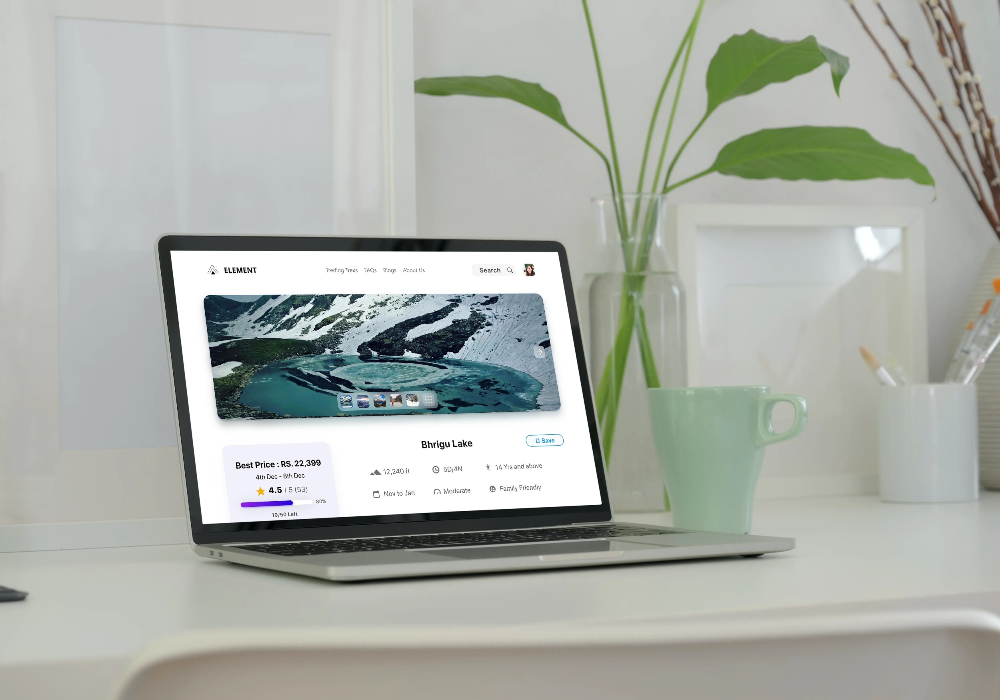 ELEMENT
Treding Treks FAQs Blogs About Us
Search
Bhrigu Lake
Save
Best Price : RS. 22,399
4th Dec - 8th Dec
4.5 / 5 (53)
80%
10/50 Left
12,240 ft 5D/4N 14 Yrs and above
Nov to Jan Moderate Family Friendly